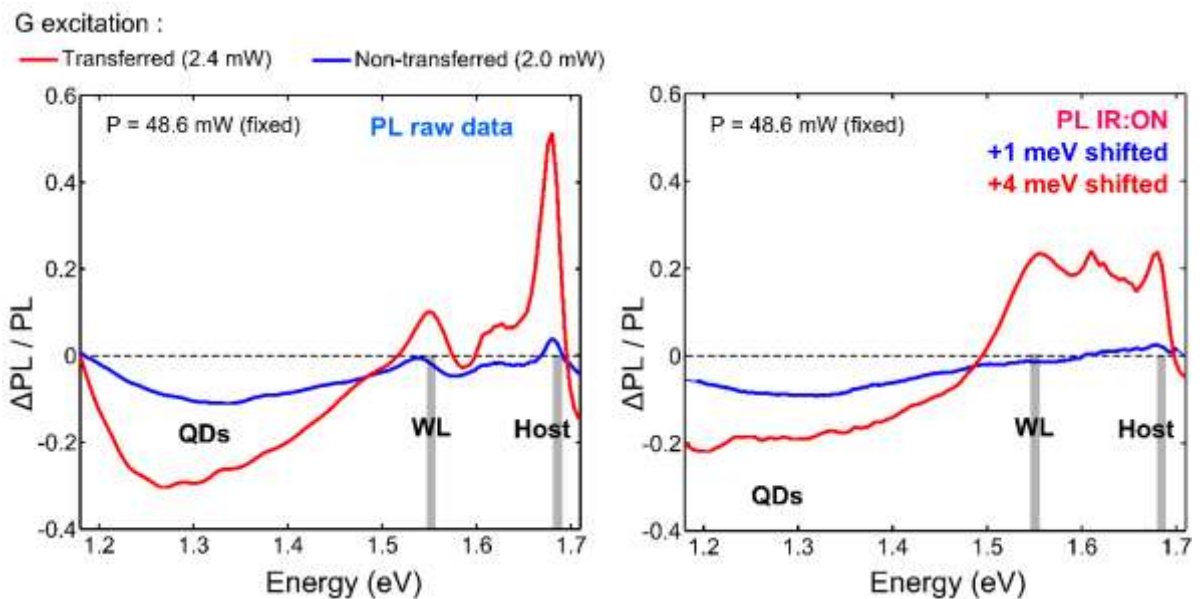 G excitation :
Transferred (2.4 mW) Non-transferred (2.0 mW)
0.6
0.4
0.2
0
-0.2
-0.4
ΔPL / PL
P = 48.6 mW (fixed)
PL raw data
QDs
WL
Host
1.2 1.3 1.4 1.5 1.6 1.7
Energy (eV)
0.6
0.4
0.2
0
-0.2
-0.4
ΔPL / PL
P = 48.6 mW (fixed)
PL IR:ON
+1 meV shifted
+4 meV shifted
WL
Host
QDs
1.2 1.3 1.4 1.5 1.6 1.7
Energy (eV)